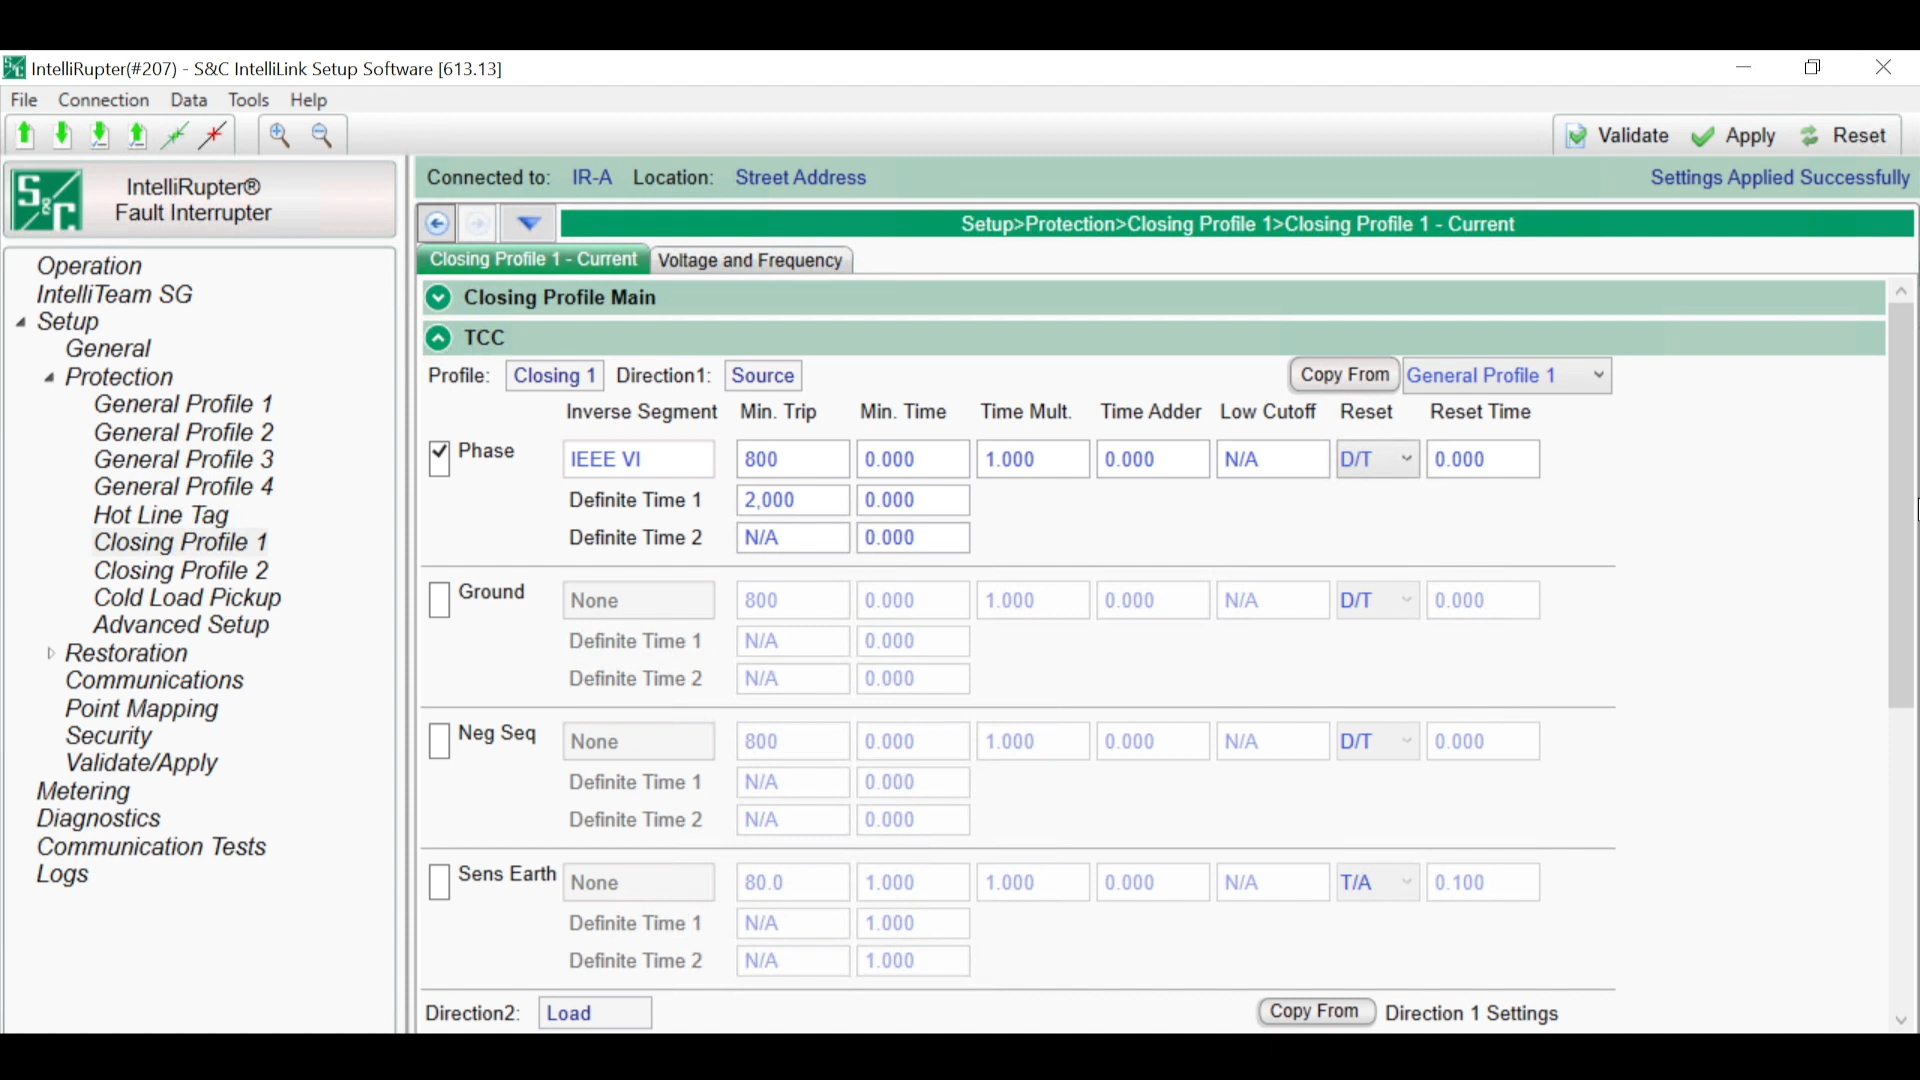 IntelliRupter(#207) - S&C IntelliLink Setup Software [613.13]
File Connection Data Tools Help
Validate Apply Reset
S&C
IntelliRupter®
Fault Interrupter
Connected to: IR-A Location: Street Address Settings Applied Successfully
Setup>Protection>Closing Profile 1>Closing Profile 1 - Current
Closing Profile 1 - Current Voltage and Frequency
Operation
IntelliTeam SG
Setup
General
Protection
General Profile 1
General Profile 2
General Profile 3
General Profile 4
Hot Line Tag
Closing Profile 1
Closing Profile 2
Cold Load Pickup
Advanced Setup
Restoration
Communications
Point Mapping
Security
Validate/Apply
Metering
Diagnostics
Communication Tests
Logs
Closing Profile Main
TCC
Profile: Closing 1 Direction1: Source Copy From General Profile 1
Inverse Segment Min. Trip Min. Time Time Mult. Time Adder Low Cutoff Reset Reset Time
Phase IEEE VI 800 0.000 1.000 0.000 N/A D/T 0.000
Definite Time 1 2,000 0.000
Definite Time 2 N/A 0.000
Ground None 800 0.000 1.000 0.000 N/A D/T 0.000
Definite Time 1 N/A 0.000
Definite Time 2 N/A 0.000
Neg Seq None 800 0.000 1.000 0.000 N/A D/T 0.000
Definite Time 1 N/A 0.000
Definite Time 2 N/A 0.000
Sens Earth None 80.0 1.000 1.000 0.000 N/A T/A 0.100
Definite Time 1 N/A 1.000
Definite Time 2 N/A 1.000
Direction2: Load Copy From Direction 1 Settings